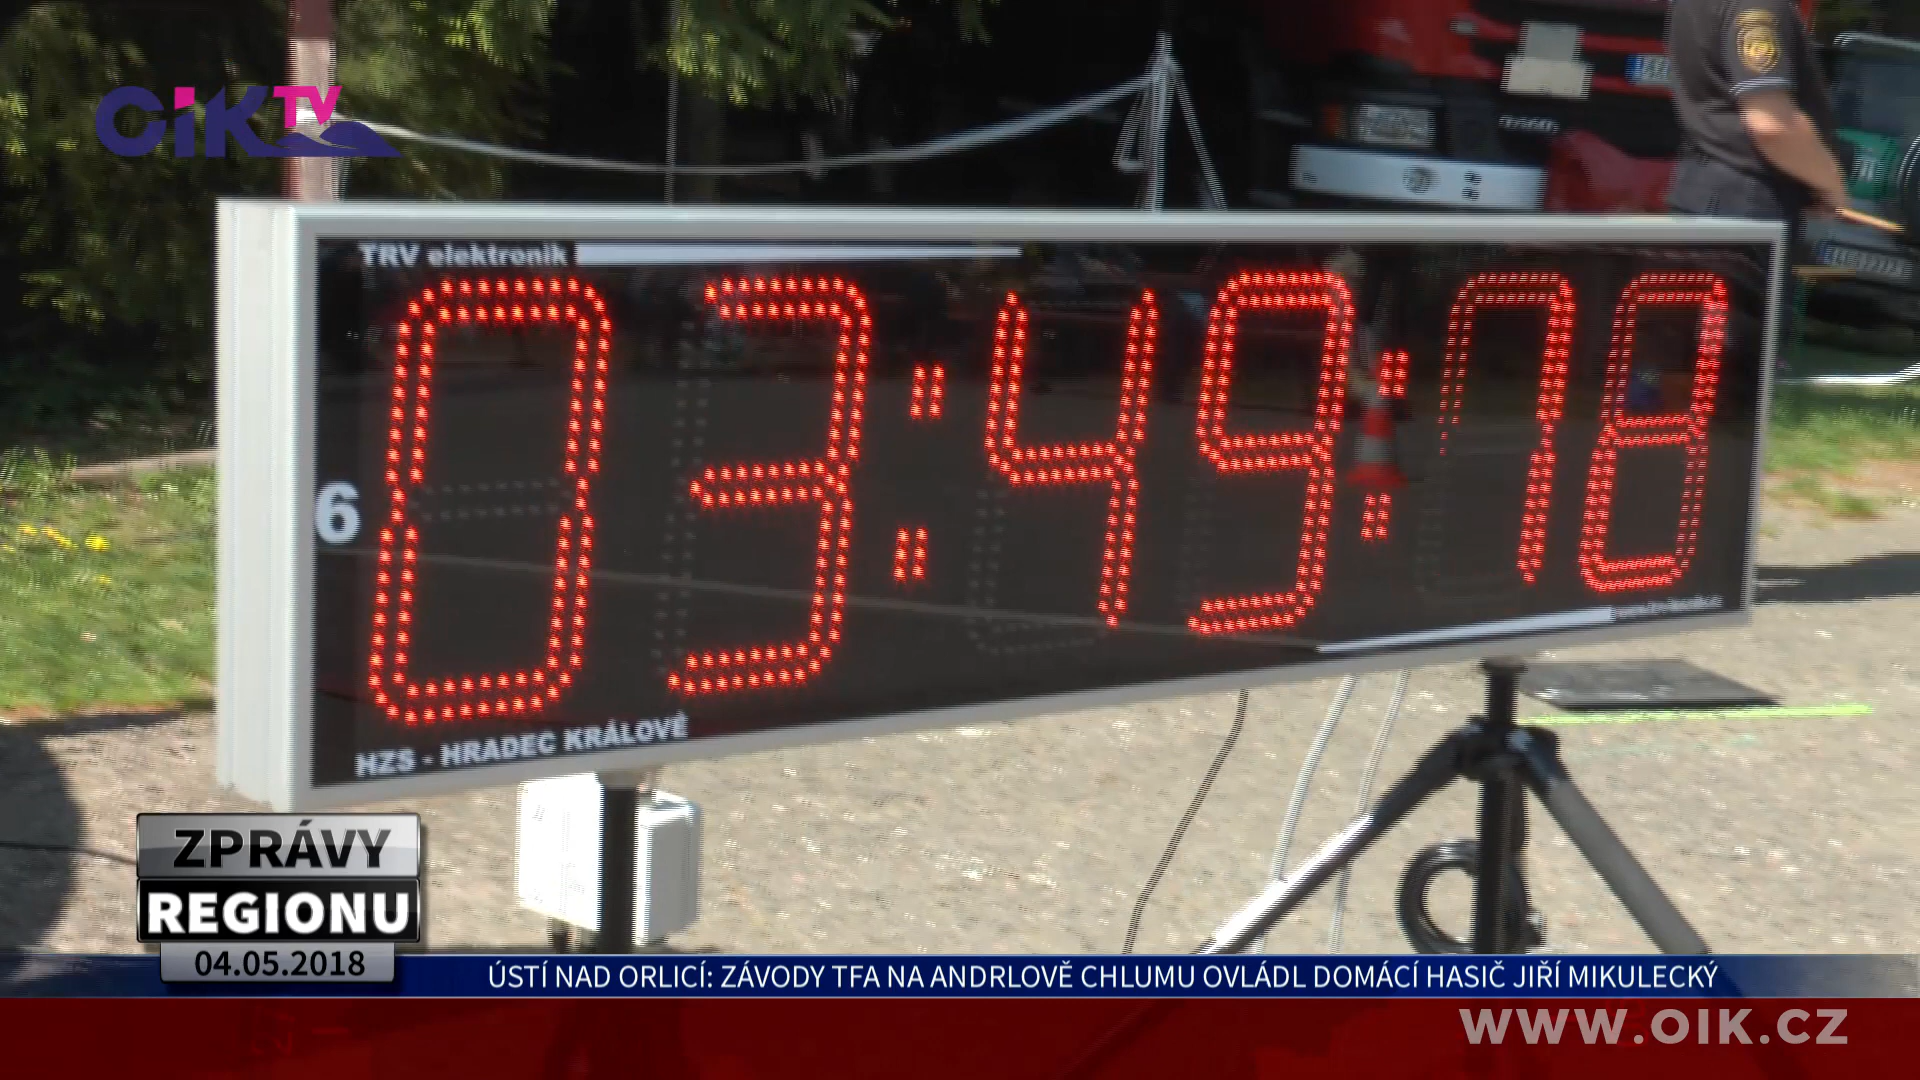 OiK TV
TRV elektronik
03:49:78
6
HZS - HRADEC KRÁLOVÉ
ZPRÁVY
REGIONU
04.05.2018
ÚSTÍ NAD ORLICÍ: ZÁVODY TFA NA ANDRLOVĚ CHLUMU OVLÁDL DOMÁCÍ HASIČ JIŘÍ MIKULECKÝ
WWW.OIK.CZ